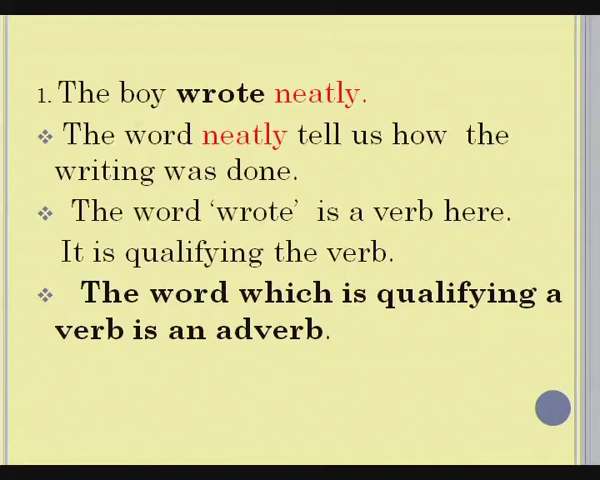 1. The boy wrote neatly.
❖ The word neatly tell us how the
writing was done.
❖ The word ‘wrote’ is a verb here.
It is qualifying the verb.
❖ The word which is qualifying a
verb is an adverb.